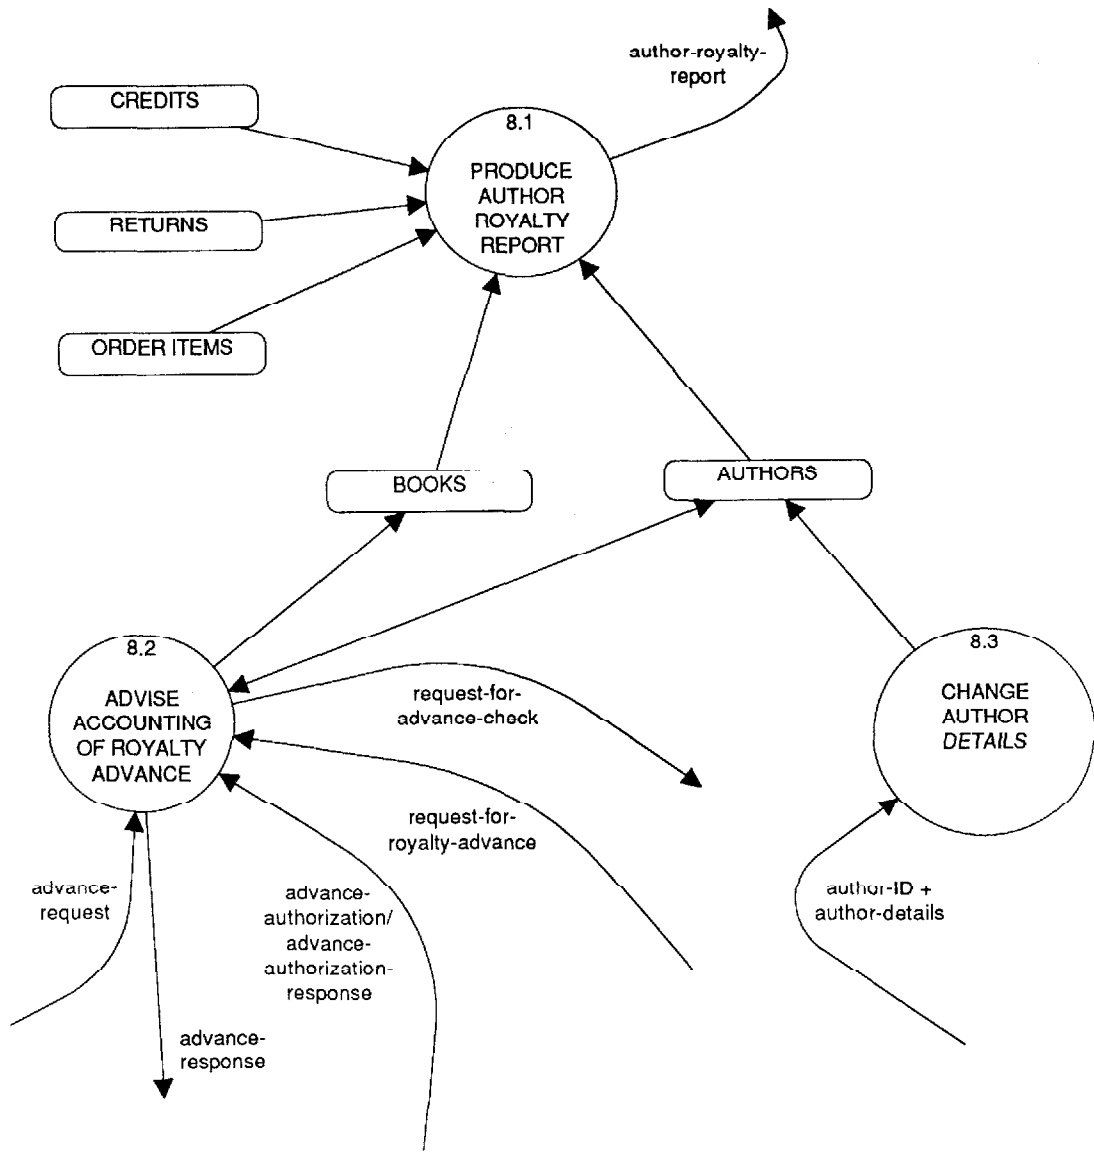 author-royalty-
report
CREDITS
8.1
PRODUCE
AUTHOR
ROYALTY
REPORT
RETURNS
ORDER ITEMS
BOOKS
AUTHORS
8.2
ADVISE
ACCOUNTING
OF ROYALTY
ADVANCE
request-for-
advance-check
8.3
CHANGE
AUTHOR
DETAILS
request-for-
royalty-advance
advance-
request
advance-
authorization/
advance-
authorization-
response
author-ID +
author-details
advance-
response